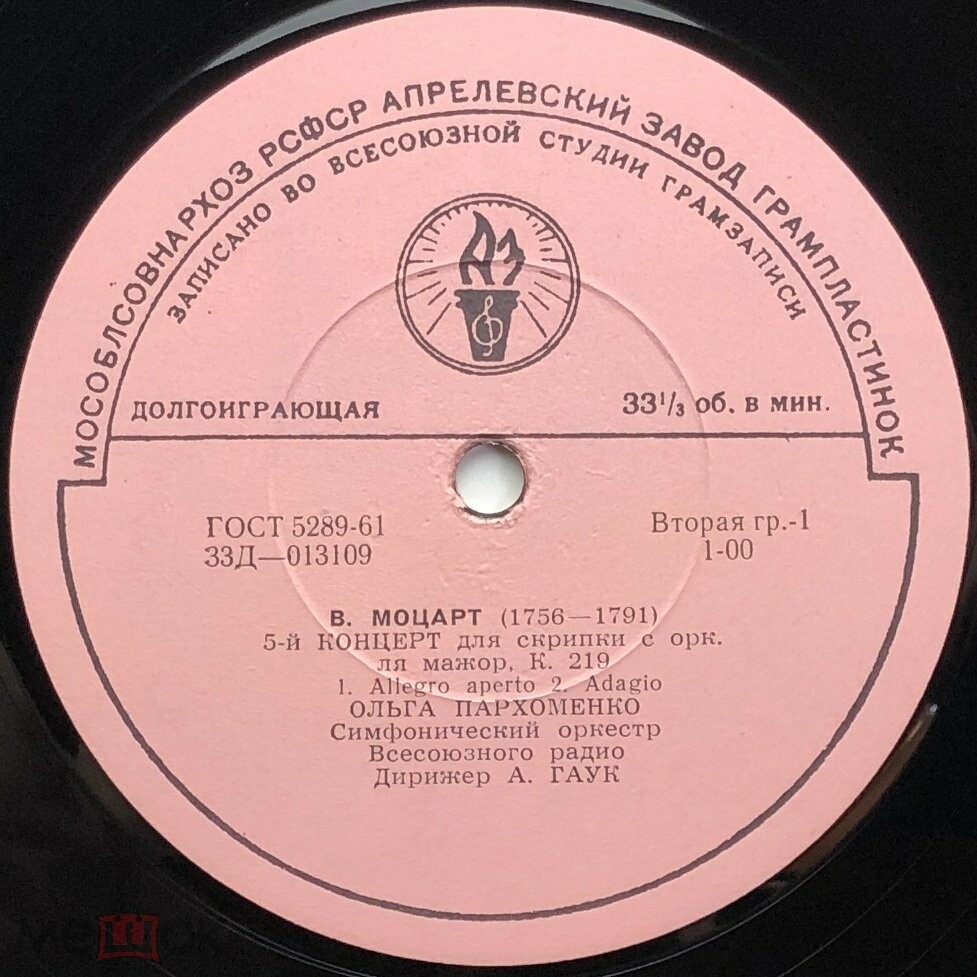 МОСОБЛСОВНАРХОЗ РСФСР АПРЕЛЕВСКИЙ ЗАВОД ГРАМПЛАСТИНОК
ЗАПИСАНО ВО ВСЕСОЮЗНОЙ СТУДИИ ГРАМЗАПИСИ
АЗ
ДОЛГОИГРАЮЩАЯ 33¹/₃ об. в мин.
ГОСТ 5289-61 Вторая гр.-1
33Д—013109 1-00
В. МОЦАРТ (1756—1791)
5-й КОНЦЕРТ для скрипки с орк.
ля мажор, К. 219
1. Allegro aperto 2. Adagio
ОЛЬГА ПАРХОМЕНКО
Симфонический оркестр
Всесоюзного радио
Дирижер А. ГАУК
Мешок